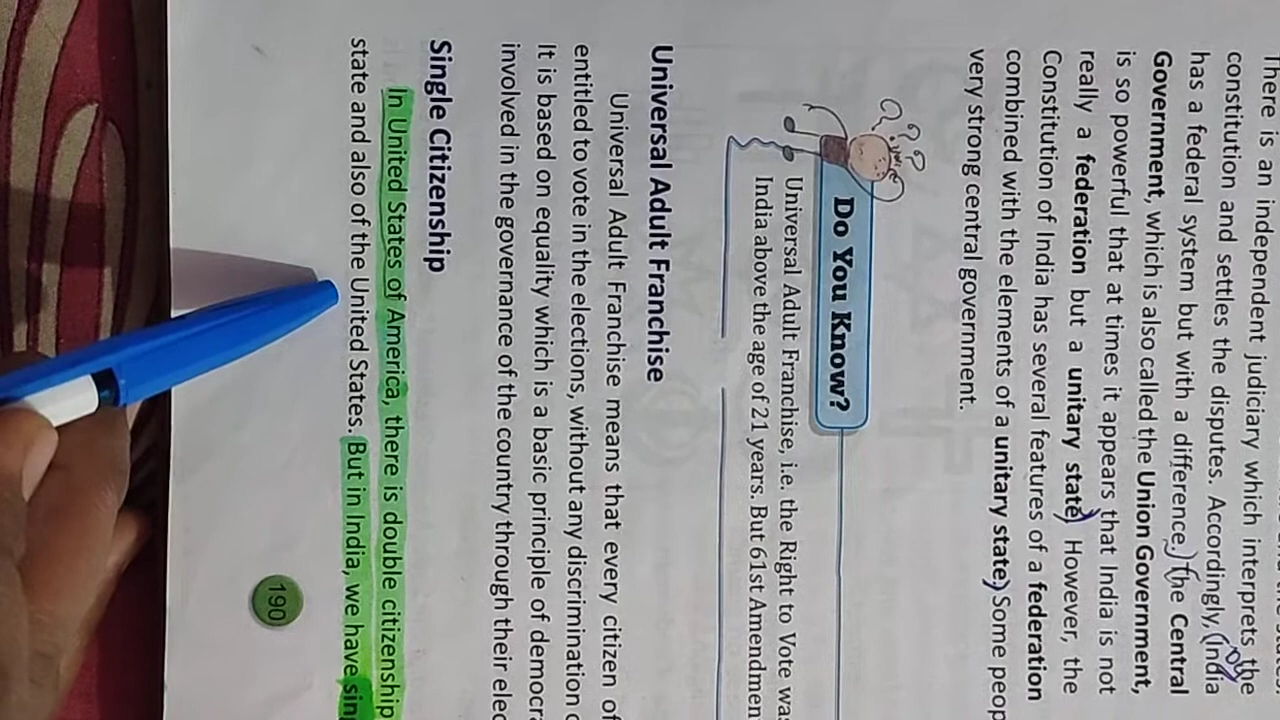 There is an independent judiciary which interprets the
constitution and settles the disputes. Accordingly, (India
has a federal system but with a difference.) (The Central
Government, which is also called the Union Government,
is so powerful that at times it appears that India is not
really a federation but a unitary state) However, the
Constitution of India has several features of a federation
combined with the elements of a unitary state.) Some peop
very strong central government.
Do You Know?
Universal Adult Franchise, i.e. the Right to Vote was
India above the age of 21 years. But 61st Amendmen
Universal Adult Franchise
Universal Adult Franchise means that every citizen of
entitled to vote in the elections, without any discrimination
It is based on equality which is a basic principle of democra
involved in the governance of the country through their elec
Single Citizenship
In United States of America, there is double citizenship
state and also of the United States. But in India, we have sing
190